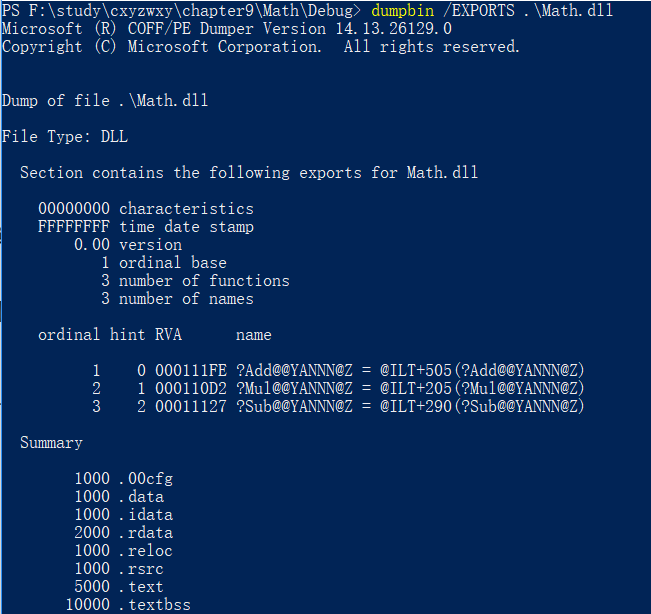 PS F:\study\cxyzwxy\chapter9\Math\Debug> dumpbin /EXPORTS .\Math.dll
Microsoft (R) COFF/PE Dumper Version 14.13.26129.0
Copyright (C) Microsoft Corporation.  All rights reserved.
Dump of file .\Math.dll
File Type: DLL
Section contains the following exports for Math.dll
00000000 characteristics
FFFFFFFF time date stamp
0.00 version
1 ordinal base
3 number of functions
3 number of names
ordinal hint RVA      name
1    0 000111FE ?Add@@YANNN@Z = @ILT+505(?Add@@YANNN@Z)
2    1 000110D2 ?Mul@@YANNN@Z = @ILT+205(?Mul@@YANNN@Z)
3    2 00011127 ?Sub@@YANNN@Z = @ILT+290(?Sub@@YANNN@Z)
Summary
1000 .00cfg
1000 .data
1000 .idata
2000 .rdata
1000 .reloc
1000 .rsrc
5000 .text
10000 .textbss